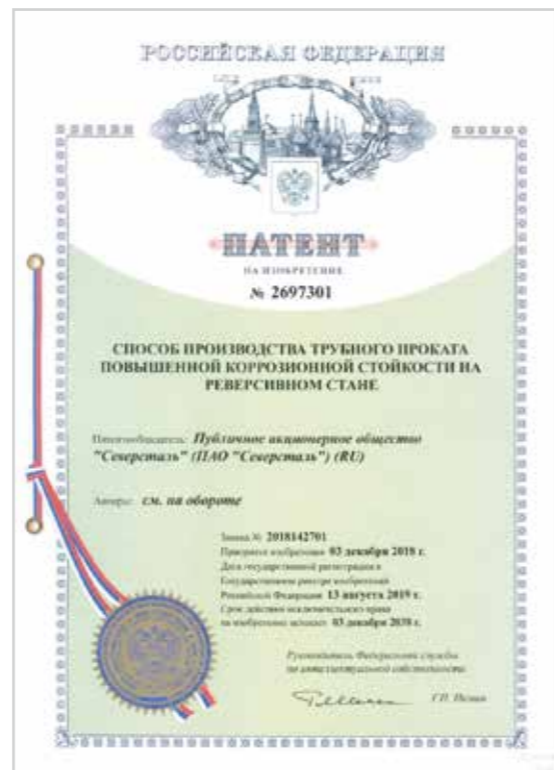 РОССИЙСКАЯ ФЕДЕРАЦИЯ
ПАТЕНТ
НА ИЗОБРЕТЕНИЕ
№ 2697301
СПОСОБ ПРОИЗВОДСТВА ТРУБНОГО ПРОКАТА
ПОВЫШЕННОЙ КОРРОЗИОННОЙ СТОЙКОСТИ НА
РЕВЕРСИВНОМ СТАНЕ
Патентообладатель: Публичное акционерное общество
"Северсталь" (ПАО "Северсталь") (RU)
Авторы: см. на обороте
Заявка № 2018142701
Приоритет изобретения 03 декабря 2018 г.
Дата государственной регистрации в
Государственном реестре изобретений
Российской Федерации 13 августа 2019 г.
Срок действия исключительного права
на изобретение истекает 03 декабря 2038 г.
Руководитель Федеральной службы
по интеллектуальной собственности
Г.П. Ивлиев